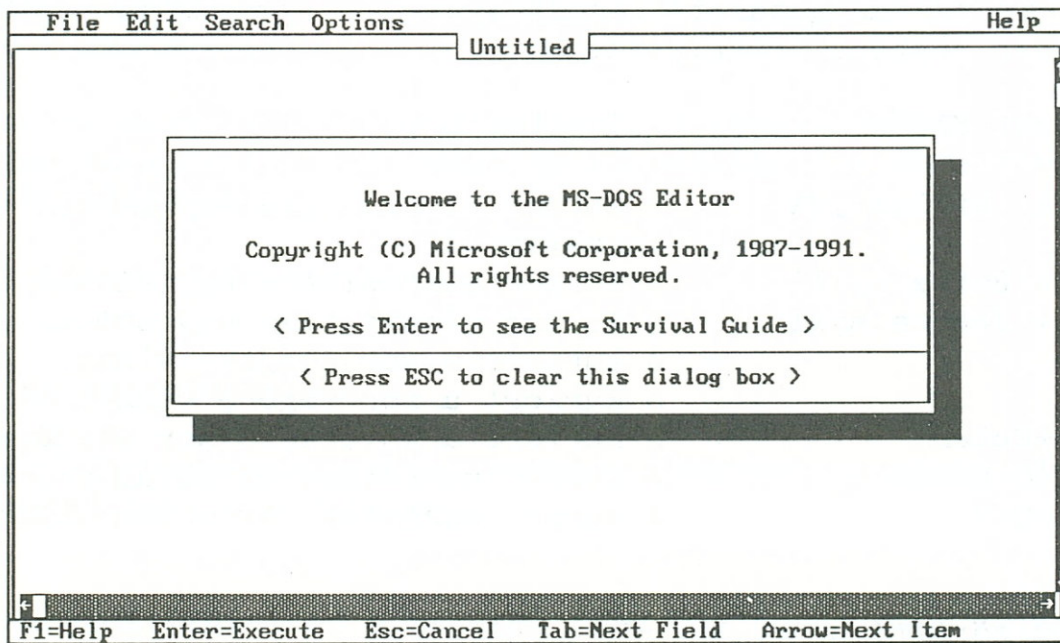 File Edit Search Options Help
Untitled
Welcome to the MS-DOS Editor
Copyright (C) Microsoft Corporation, 1987-1991.
All rights reserved.
< Press Enter to see the Survival Guide >
< Press ESC to clear this dialog box >
F1=Help Enter=Execute Esc=Cancel Tab=Next Field Arrow=Next Item